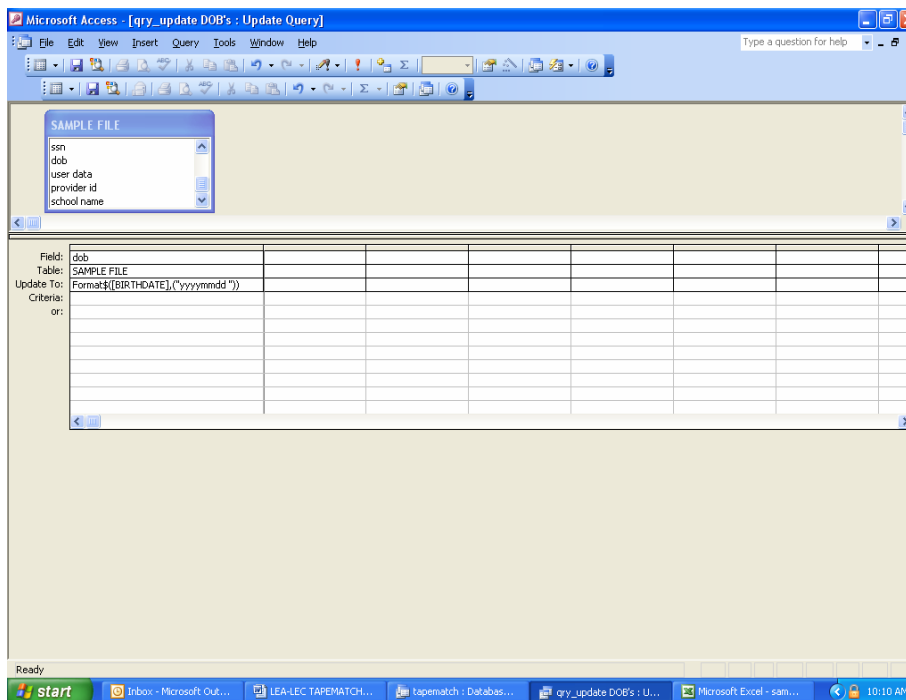 Microsoft Access - [qry_update DOB's : Update Query]
File Edit View Insert Query Tools Window Help
Type a question for help
SAMPLE FILE
ssn
dob
user data
provider id
school name
Field: dob
Table: SAMPLE FILE
Update To: Format$([BIRTHDATE],("yyyymmdd "))
Criteria:
or:
Ready
start Inbox - Microsoft Out... LEA-LEC TAPEMATCH... tapematch : Databas... qry_update DOB's : U... Microsoft Excel - sam... 10:10 AM